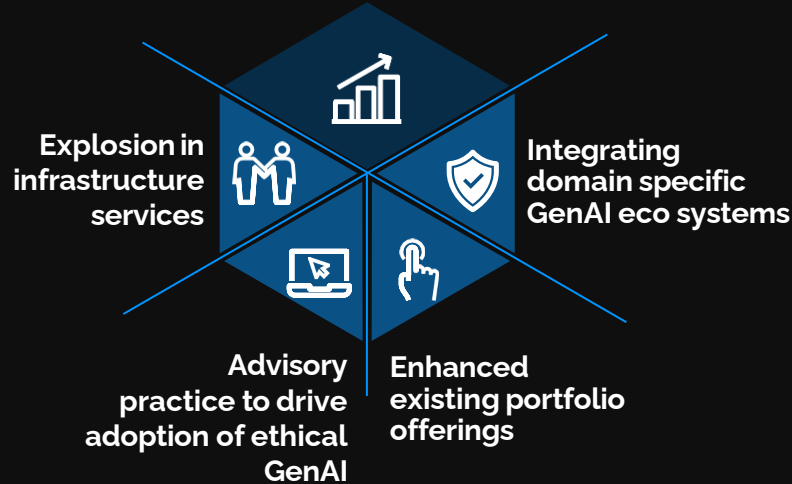 Explosion in
infrastructure
services
Integrating
domain specific
GenAI eco systems
Advisory
practice to drive
adoption of ethical
GenAI
Enhanced
existing portfolio
offerings